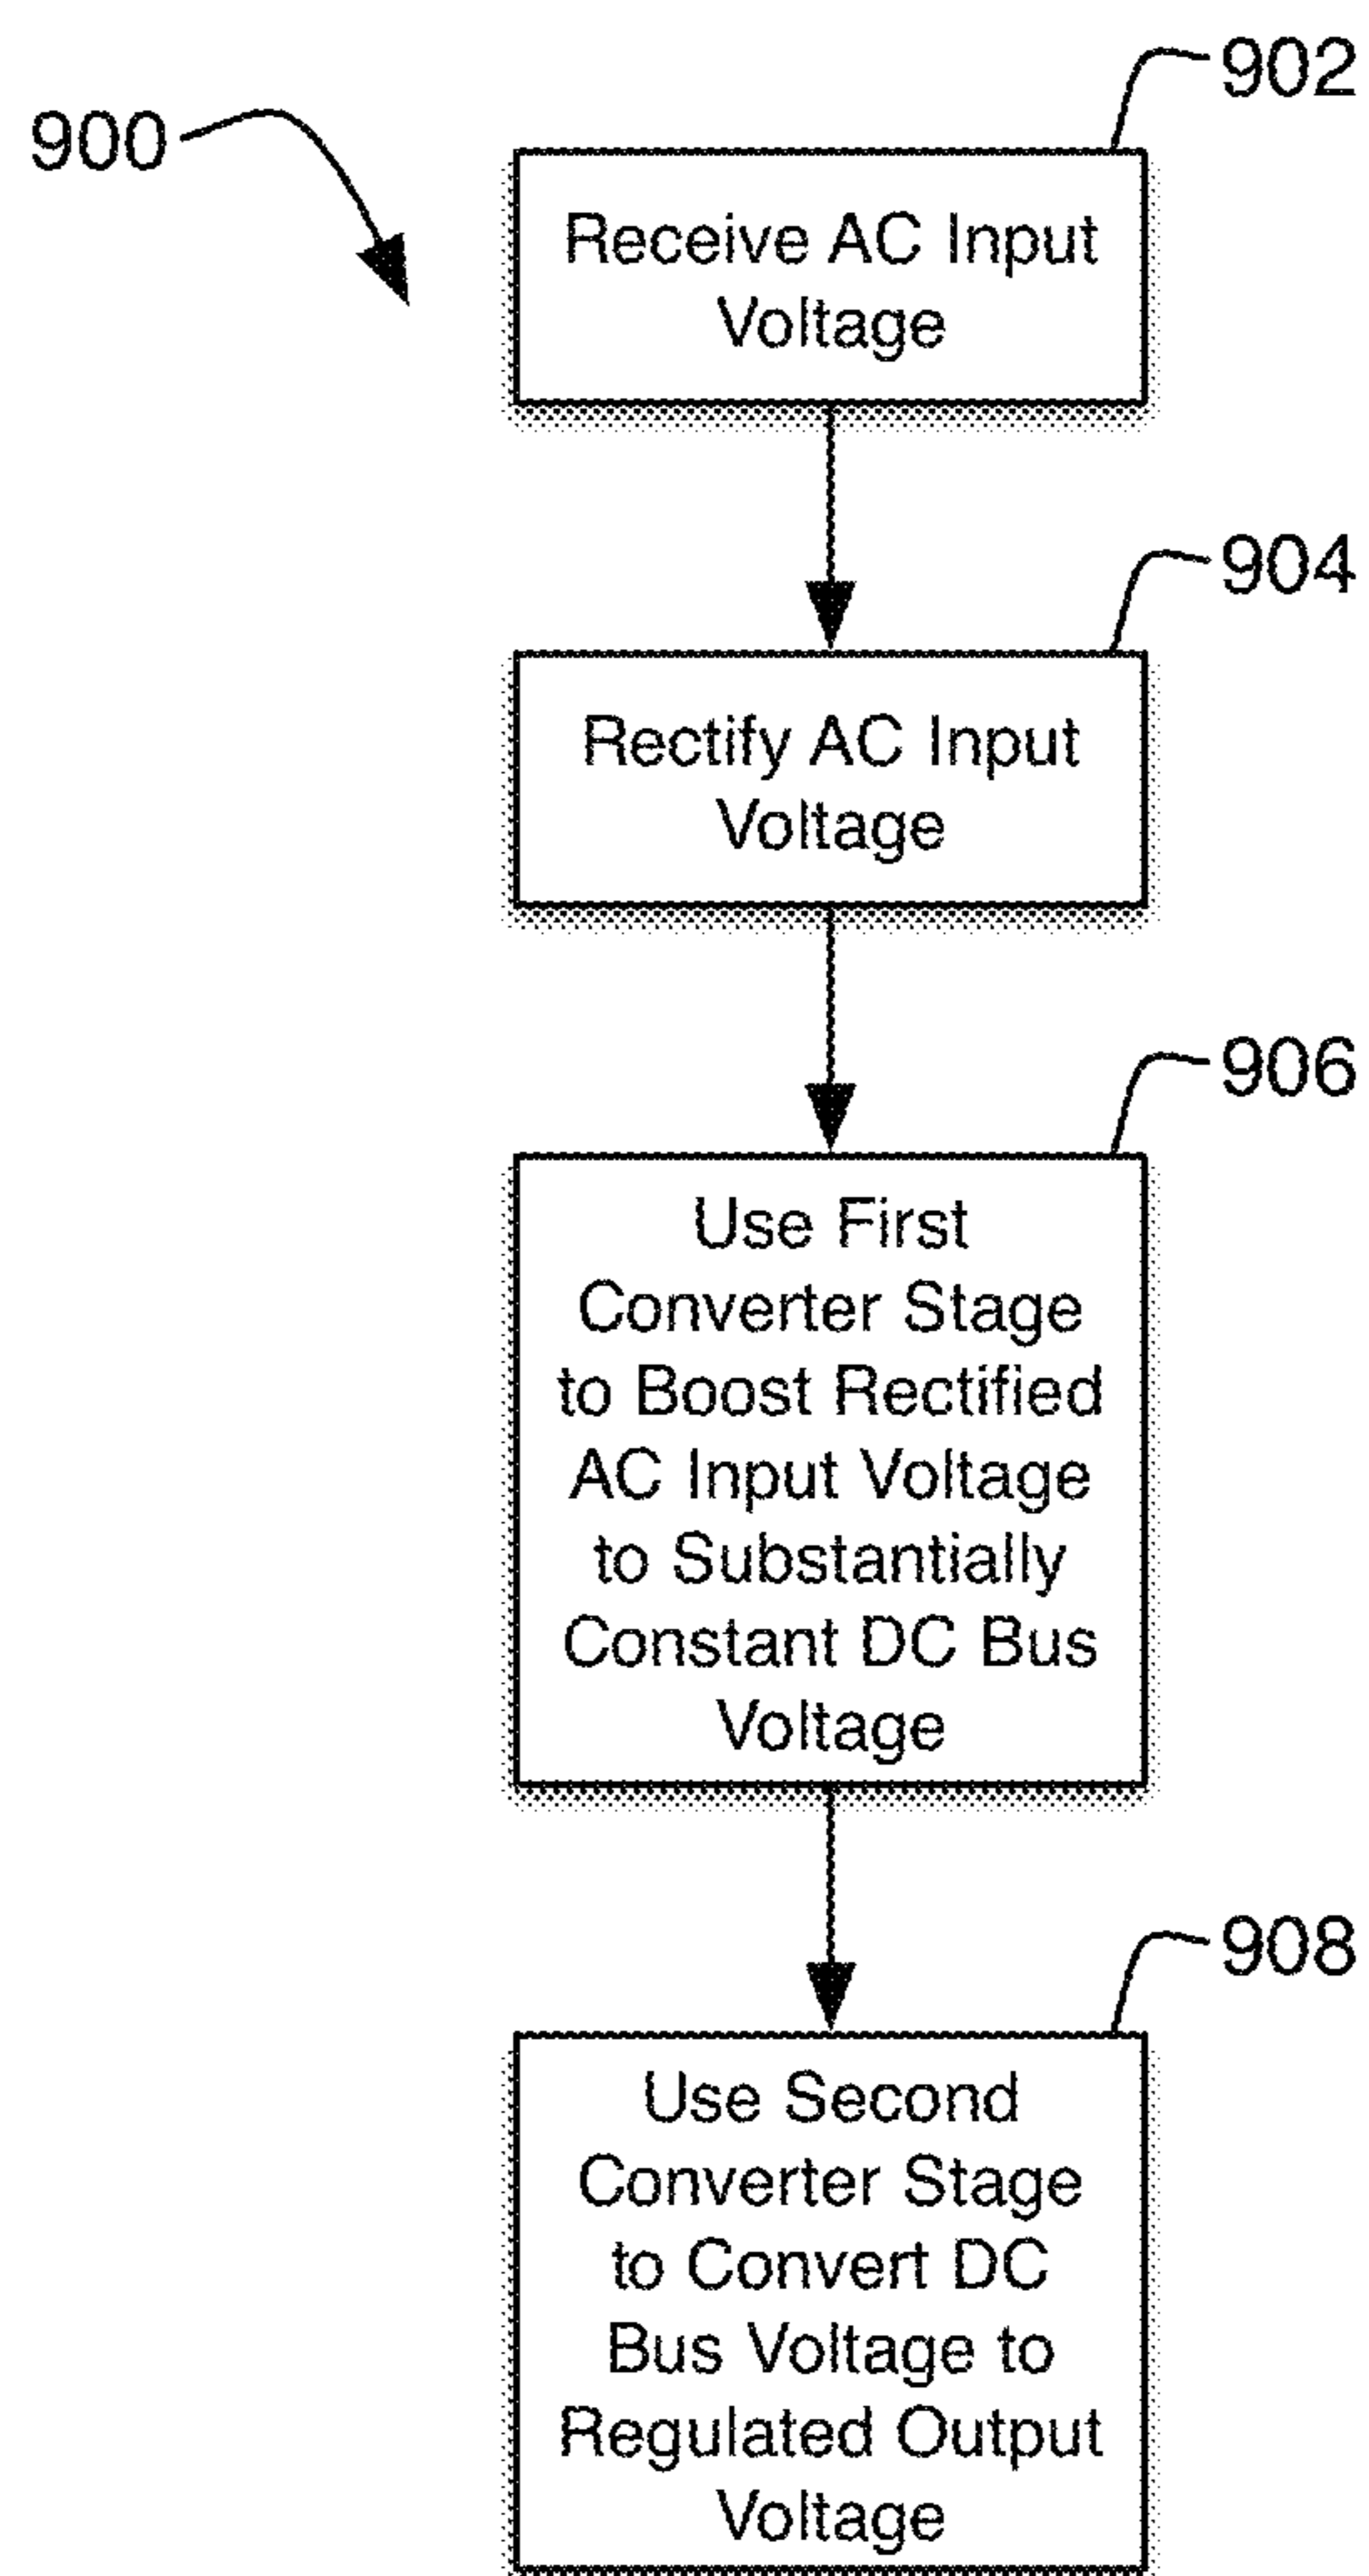 900
902
Receive AC Input
Voltage
904
Rectify AC Input
Voltage
906
Use First
Converter Stage
to Boost Rectified
AC Input Voltage
to Substantially
Constant DC Bus
Voltage
908
Use Second
Converter Stage
to Convert DC
Bus Voltage to
Regulated Output
Voltage